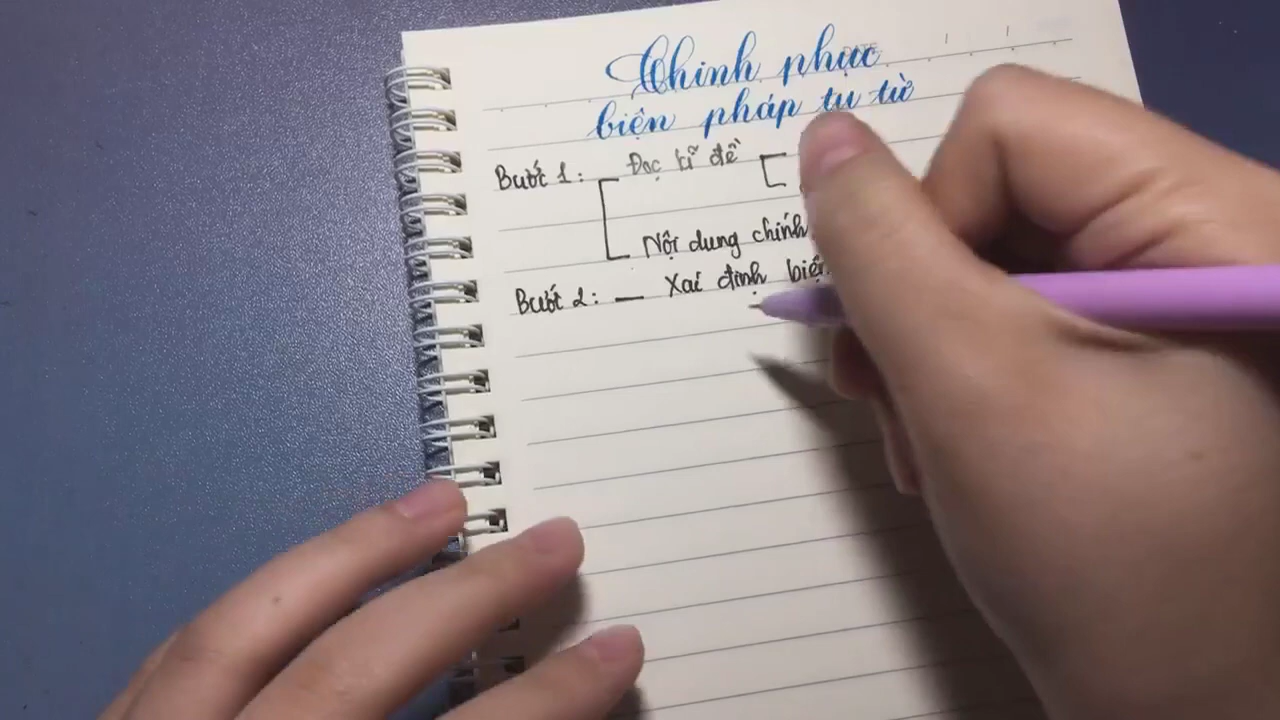 Chinh phục
biện pháp tu từ
Bước 1: Đọc kĩ đề
Nội dung chính
Bước 2: — Xác định biện